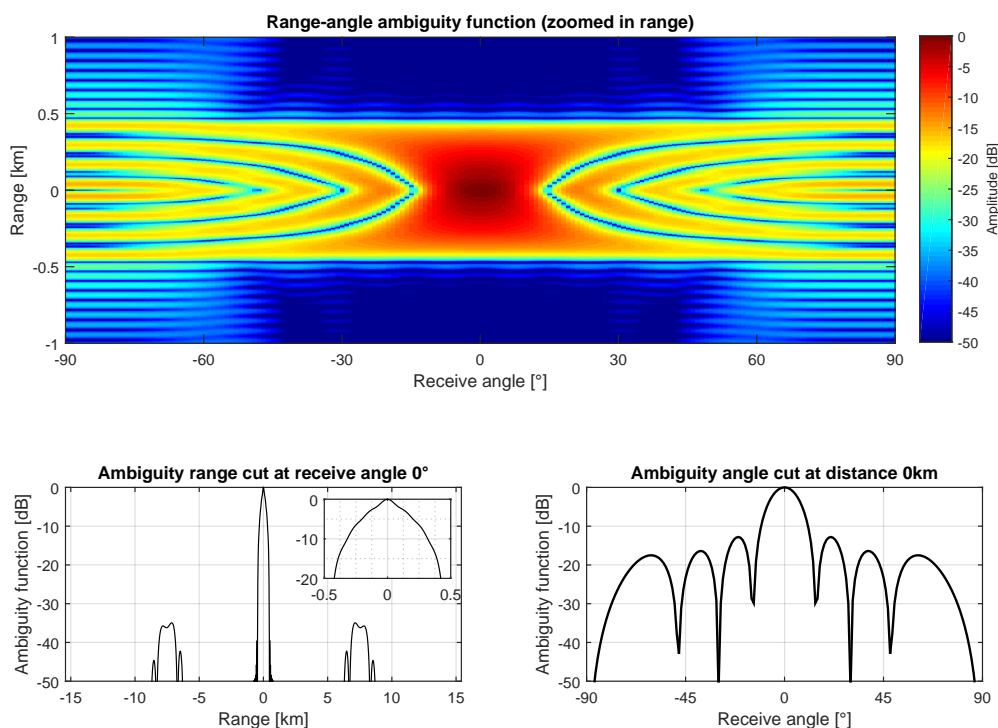 Range-angle ambiguity function (zoomed in range)
1
0.5
0
-0.5
-1
Range [km]
-90 -60 -30 0 30 60 90
Receive angle [°]
0
-5
-10
-15
-20
-25
-30
-35
-40
-45
-50
Amplitude [dB]
Ambiguity range cut at receive angle 0°
0
-10
-20
-30
-40
-50
Ambiguity function [dB]
-15 -10 -5 0 5 10 15
Range [km]
0
-10
-20
-0.5 0 0.5
Ambiguity angle cut at distance 0km
0
-10
-20
-30
-40
-50
Ambiguity function [dB]
-90 -45 0 45 90
Receive angle [°]